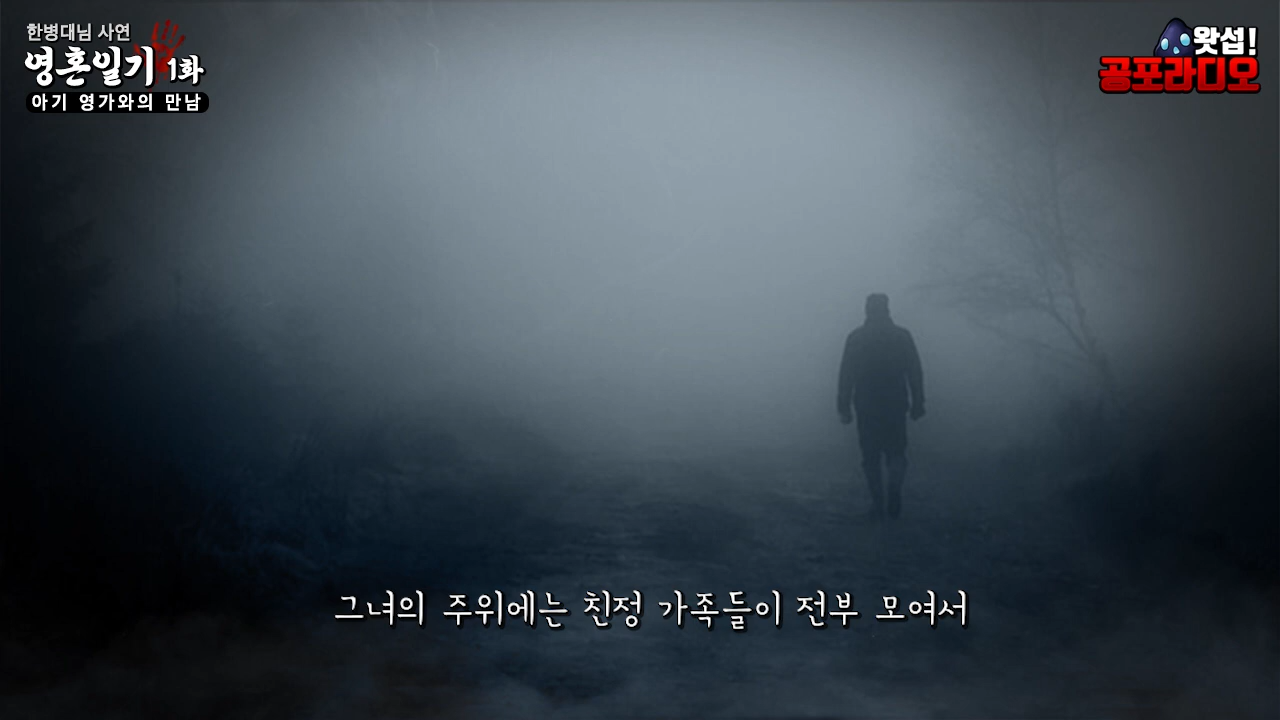 한병대님 사연
영혼일기 1화
아기 영가와의 만남
왓섭!
공포라디오
그녀의 주위에는 친정 가족들이 전부 모여서